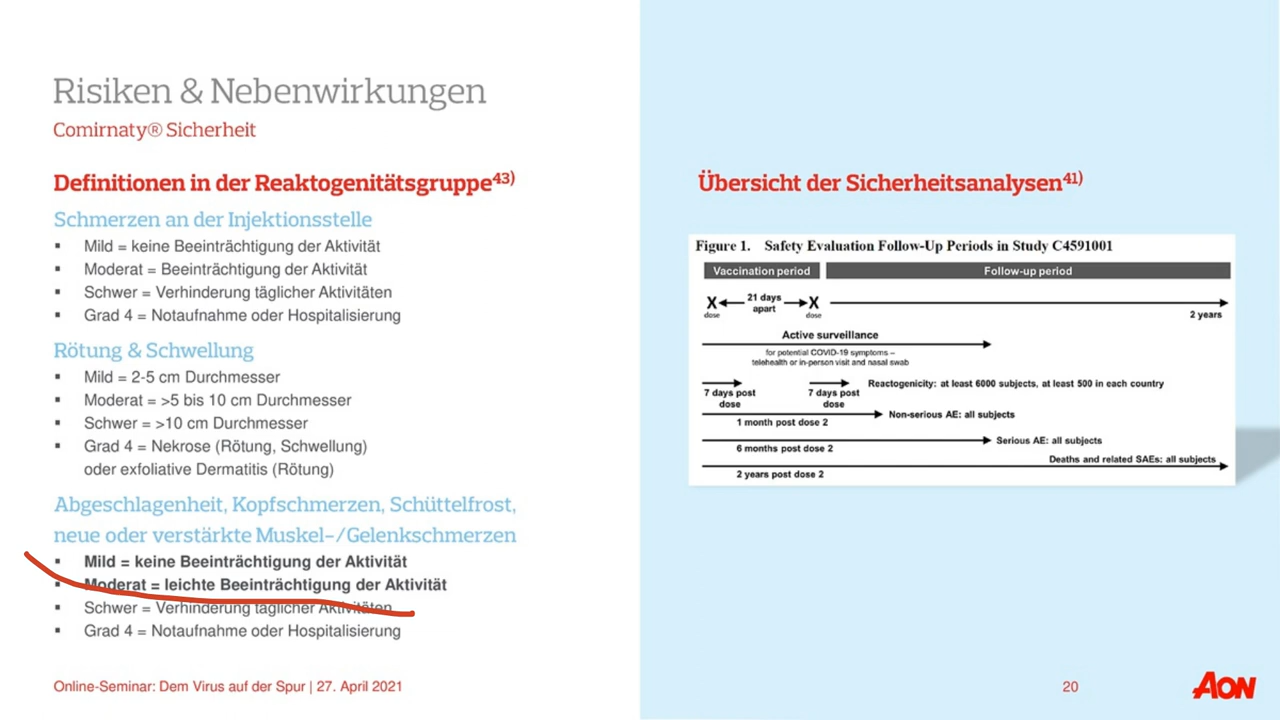 Risiken & Nebenwirkungen
Comirnaty® Sicherheit
Definitionen in der Reaktogenitätsgruppe43)
Schmerzen an der Injektionsstelle
▪ Mild = keine Beeinträchtigung der Aktivität
▪ Moderat = Beeinträchtigung der Aktivität
▪ Schwer = Verhinderung täglicher Aktivitäten
▪ Grad 4 = Notaufnahme oder Hospitalisierung
Rötung & Schwellung
▪ Mild = 2-5 cm Durchmesser
▪ Moderat = >5 bis 10 cm Durchmesser
▪ Schwer = >10 cm Durchmesser
▪ Grad 4 = Nekrose (Rötung, Schwellung)
oder exfoliative Dermatitis (Rötung)
Abgeschlagenheit, Kopfschmerzen, Schüttelfrost,
neue oder verstärkte Muskel-/Gelenkschmerzen
▪ Mild = keine Beeinträchtigung der Aktivität
▪ Moderat = leichte Beeinträchtigung der Aktivität
▪ Schwer = Verhinderung täglicher Aktivitäten
▪ Grad 4 = Notaufnahme oder Hospitalisierung
Online-Seminar: Dem Virus auf der Spur | 27. April 2021
Übersicht der Sicherheitsanalysen41)
Figure 1. Safety Evaluation Follow-Up Periods in Study C4591001
Vaccination period
Follow-up period
X 21 days X
apart
dose dose
2 years
Active surveillance
for potential COVID-19 symptoms –
telehealth or in-person visit and nasal swab
Reactogenicity: at least 6000 subjects, at least 500 in each country
7 days post 7 days post
dose dose
Non-serious AE: all subjects
1 month post dose 2
Serious AE: all subjects
6 months post dose 2
Deaths and related SAEs: all subjects
2 years post dose 2
20
AON